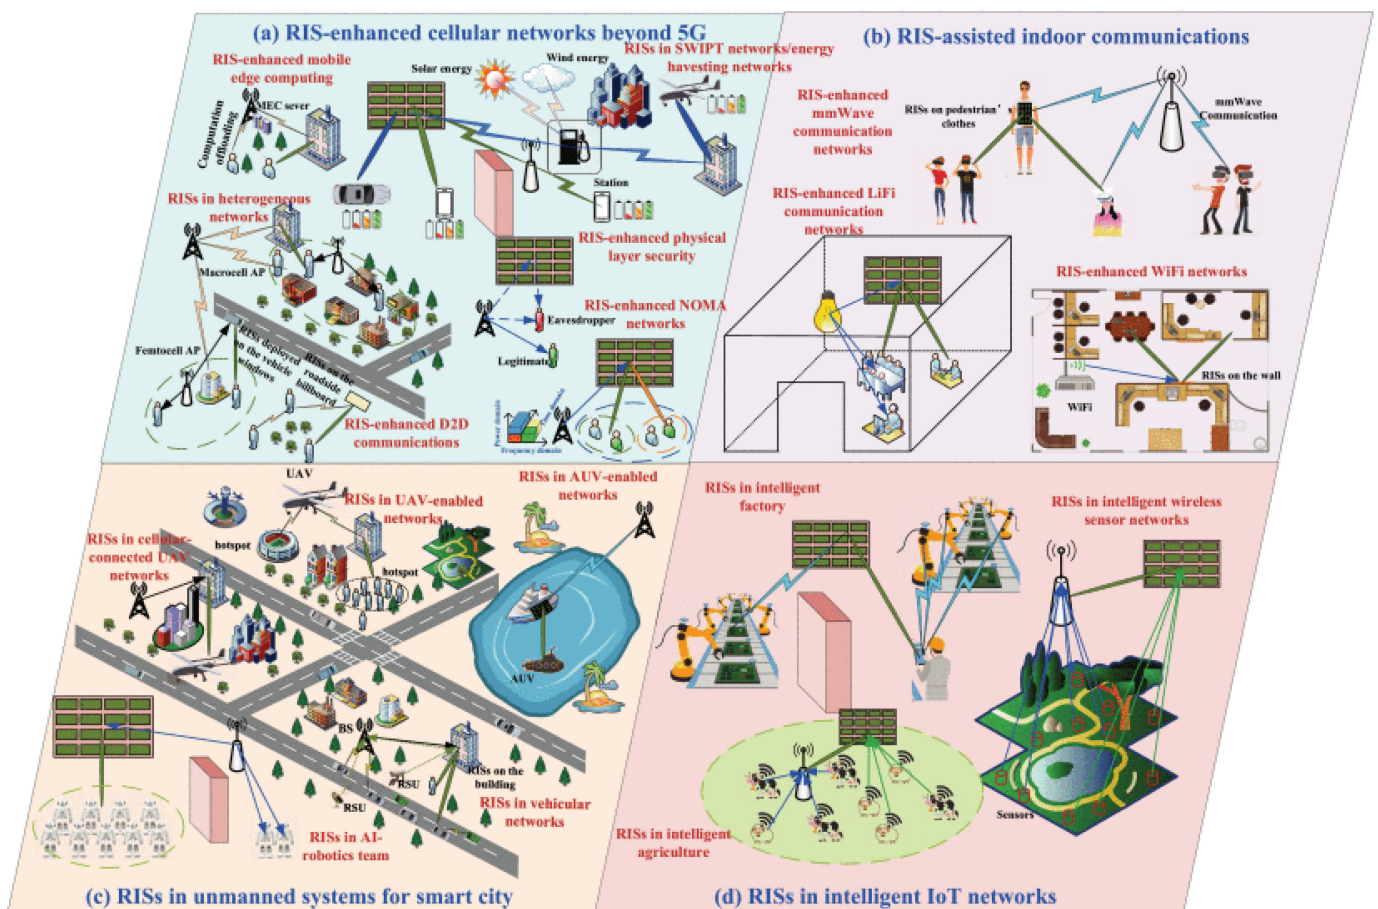 (a) RIS-enhanced cellular networks beyond 5G
RIS-enhanced mobile
edge computing
Solar energy
Wind energy
RISs in SWIPT networks/energy
harvesting networks
MEC sever
Computation
offloading
Station
RISs in heterogeneous
networks
RIS-enhanced physical
layer security
Macrocell AP
RIS-enhanced NOMA
networks
Eavesdropper
Legitimate
Femtocell AP
RISs deployed
on the vehicle
windows
RISs on the
roadside
billboard
RIS-enhanced D2D
communications
Power domain
Frequency domain
(b) RIS-assisted indoor communications
RIS-enhanced
mmWave
communication
networks
RISs on pedestrian's
clothes
mmWave
Communication
RIS-enhanced LiFi
communication
networks
RIS-enhanced WiFi networks
RISs on the wall
WiFi
UAV
RISs in UAV-enabled
networks
RISs in AUV-enabled
networks
hotspot
RISs in cellular-
connected UAV
networks
hotspot
AUV
BS
RSU
RSU
RISs on the
building
RISs in vehicular
networks
RISs in AI-
robotics team
(c) RISs in unmanned systems for smart city
RISs in intelligent
factory
RISs in intelligent wireless
sensor networks
Sensors
RISs in intelligent
agriculture
(d) RISs in intelligent IoT networks